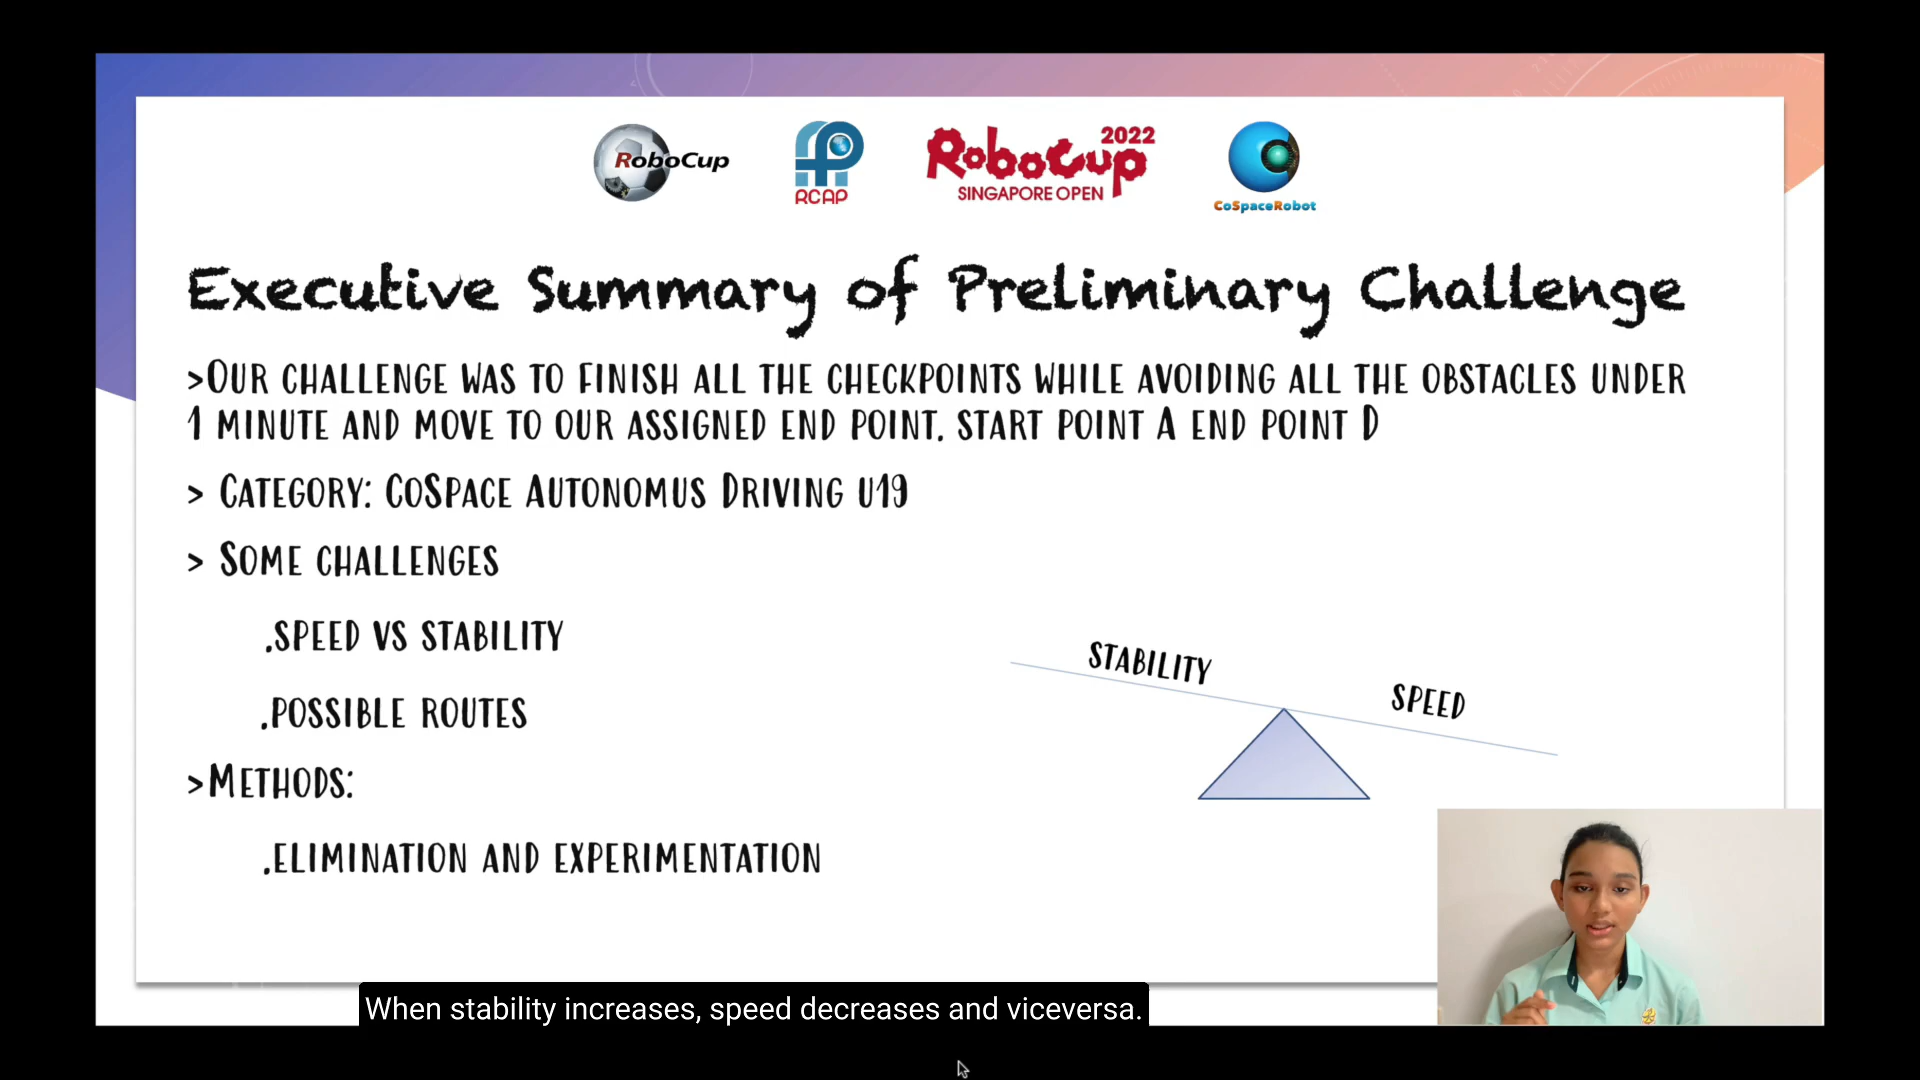 RoboCup
RCAP
RoboCup 2022
SINGAPORE OPEN
CoSpaceRobot
Executive Summary of Preliminary Challenge
>OUR CHALLENGE WAS TO FINISH ALL THE CHECKPOINTS WHILE AVOIDING ALL THE OBSTACLES UNDER
1 MINUTE AND MOVE TO OUR ASSIGNED END POINT. START POINT A END POINT D
> CATEGORY: COSPACE AUTONOMUS DRIVING U19
> SOME CHALLENGES
.SPEED VS STABILITY
.POSSIBLE ROUTES
STABILITY
SPEED
>METHODS:
.ELIMINATION AND EXPERIMENTATION
When stability increases, speed decreases and viceversa.